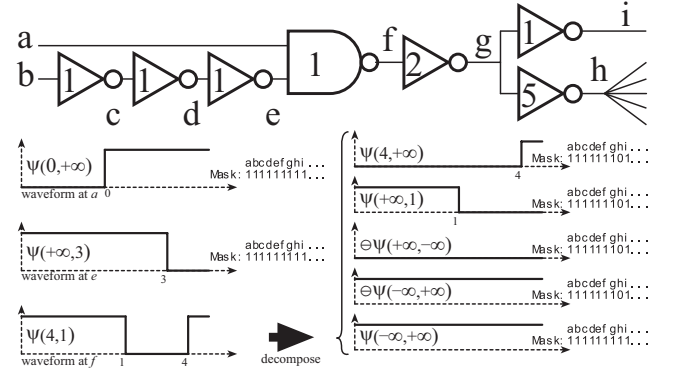 a
b
1
1
1
c
d
e
1
f
2
g
1
i
5
h
Ψ(0,+∞)
abcdefghi...
Mask: 111111111...
waveform at a
0
Ψ(+∞,3)
abcdefghi...
Mask: 111111111...
waveform at e
3
Ψ(4,1)
waveform at f
1
4
decompose
Ψ(4,+∞)
abcdefghi...
Mask: 111111101...
4
Ψ(+∞,1)
abcdefghi...
Mask: 111111101...
1
⊖Ψ(+∞,−∞)
abcdefghi...
Mask: 111111101...
⊖Ψ(−∞,+∞)
abcdefghi...
Mask: 111111101...
Ψ(−∞,+∞)
abcdefghi...
Mask: 111111111...